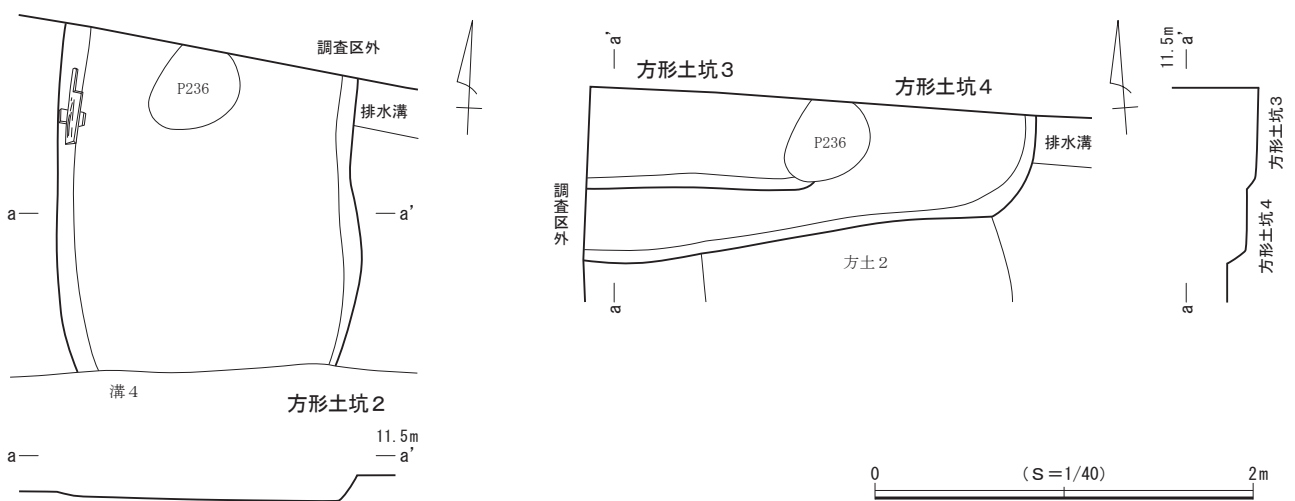 調査区外
P236
排水溝
a
a'
溝4
方形土坑2
11.5m
a
a'
a'
方形土坑3
方形土坑4
P236
排水溝
調査区外
方土2
a
11.5m
a'
方形土坑3
方形土坑4
a
0
(S=1/40)
2m